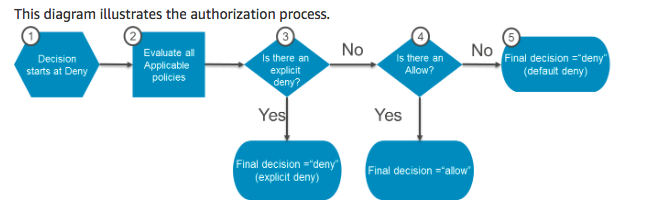 This diagram illustrates the authorization process.
1
Decision
starts at Deny
2
Evaluate all
Applicable
policies
3
Is there an
explicit
deny?
No
4
Is there an
Allow?
No
5
Final decision ="deny"
(default deny)
Yes
Final decision ="deny"
(explicit deny)
Yes
Final decision ="allow"